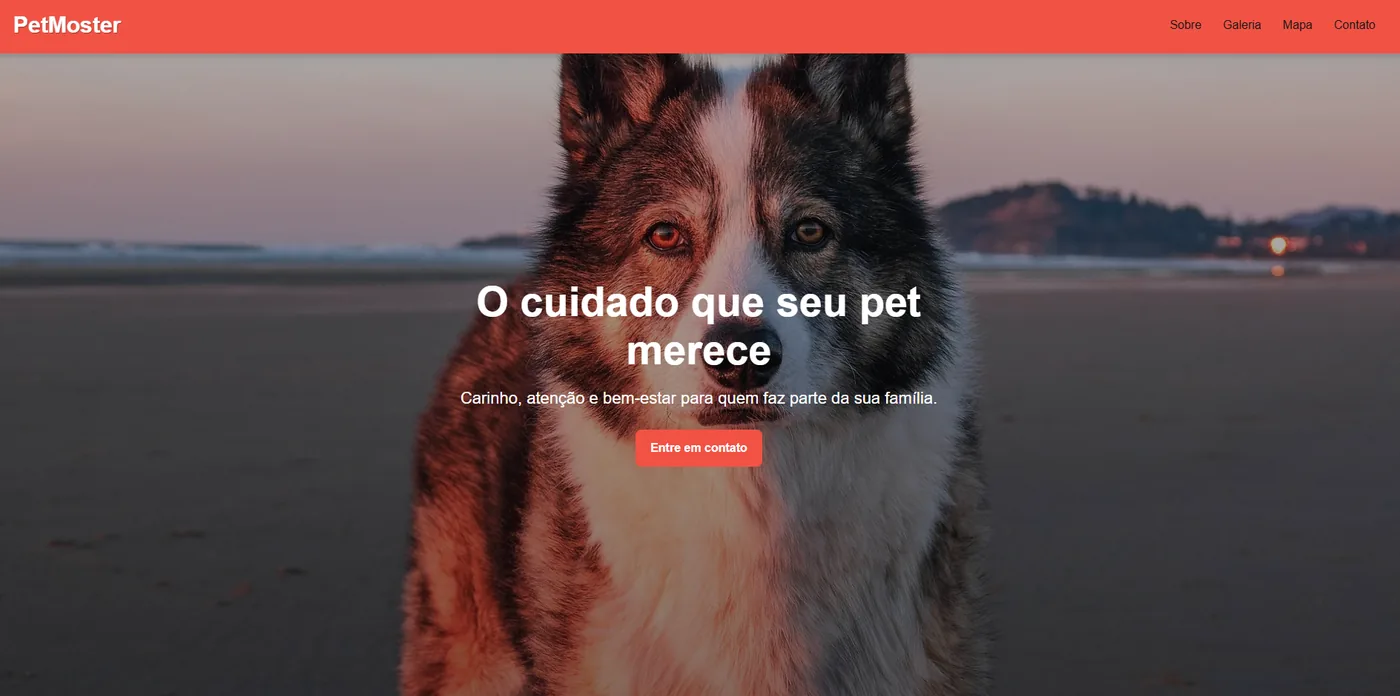 PetMoster
Sobre Galeria Mapa Contato
O cuidado que seu pet
merece
Carinho, atenção e bem-estar para quem faz parte da sua família.
Entre em contato